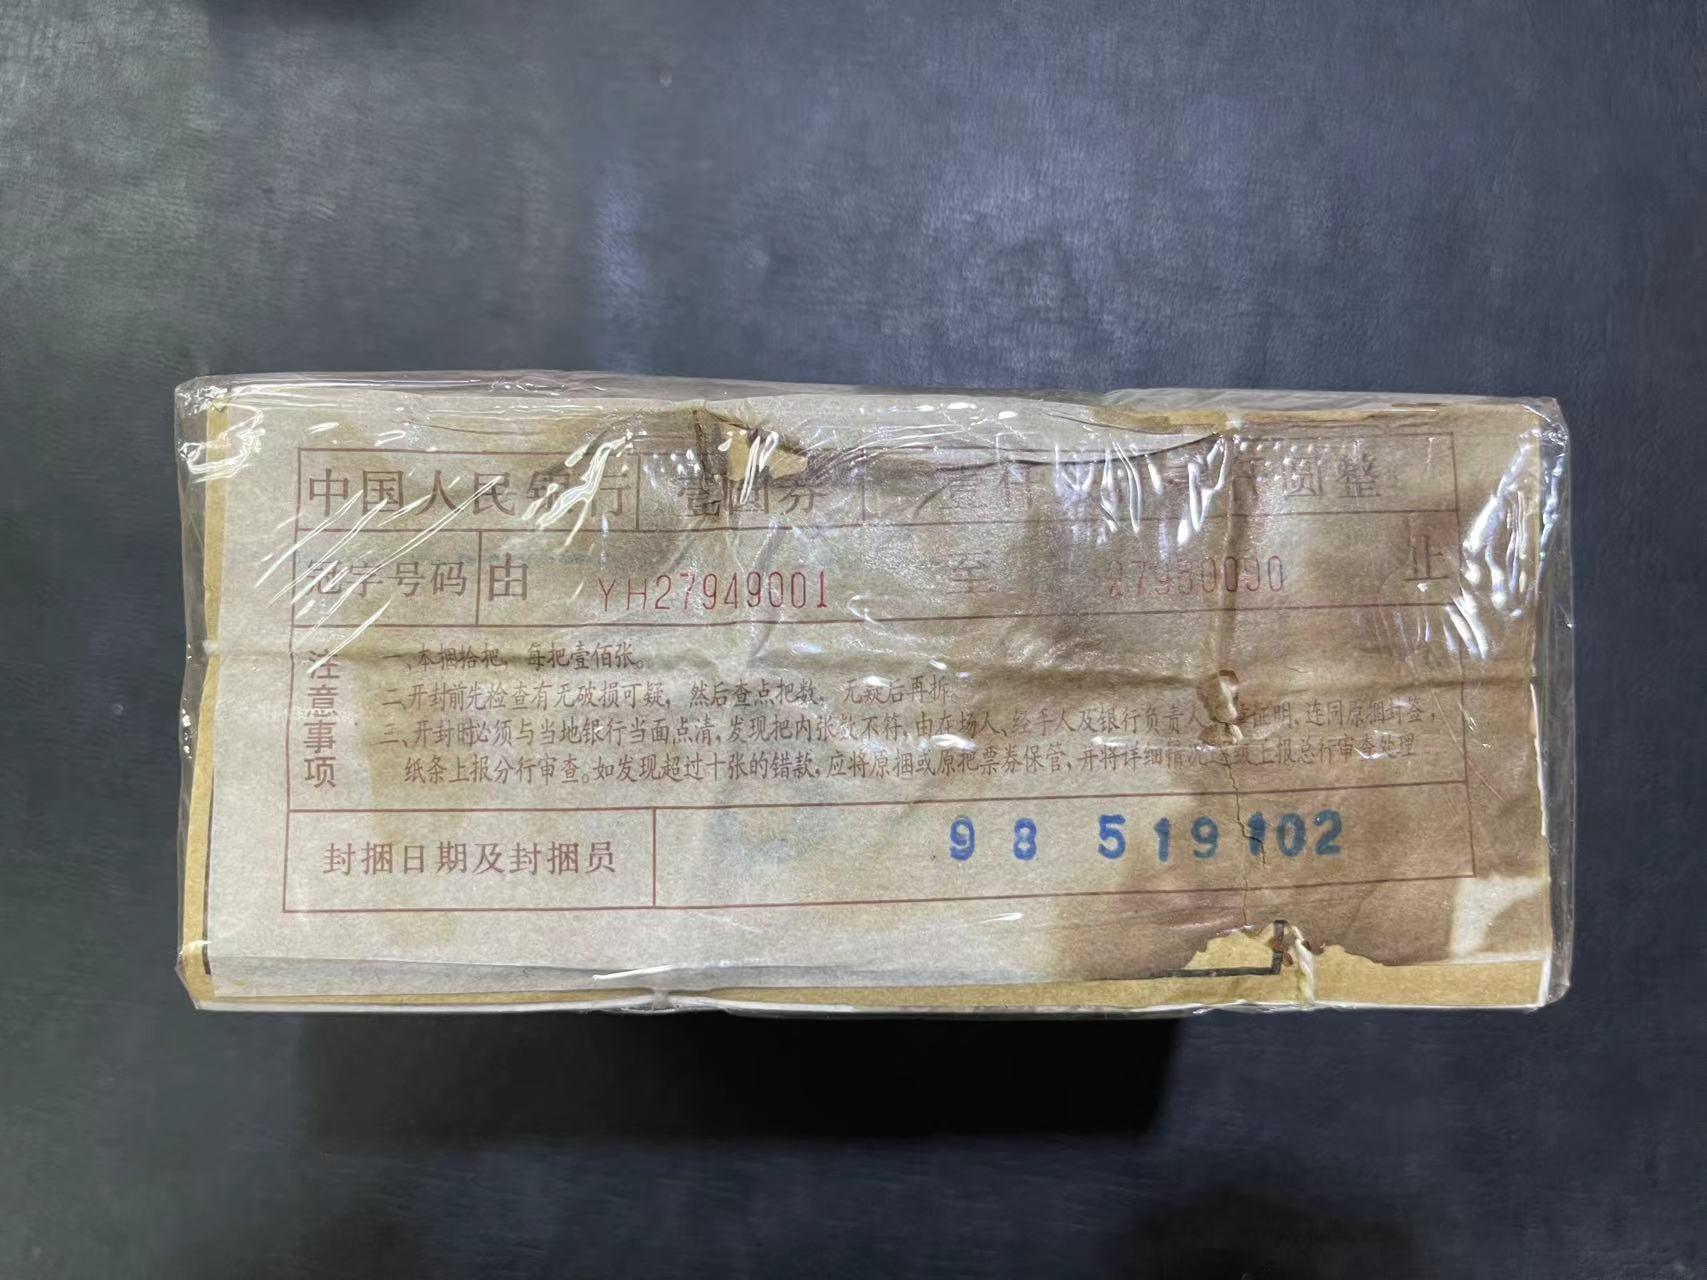 中国人民银行 壹圆券 壹仟 圆整
冠字号码 由 YH27949001 至 27950000 止
注意事项
一、本捆拾把，每把壹佰张。
二、开封前先检查有无破损可疑，然后查点把数，无疑后再拆
三、开封时必须与当地银行当面点清，发现把内张数不符，由在场人、经手人及银行负责人 证明，连同原捆封签，
纸条上报分行审查。如发现超过十张的错款，应将原捆或原把票券保管，并将详细情况逐级上报总行审查处理
封捆日期及封捆员 98 519 102